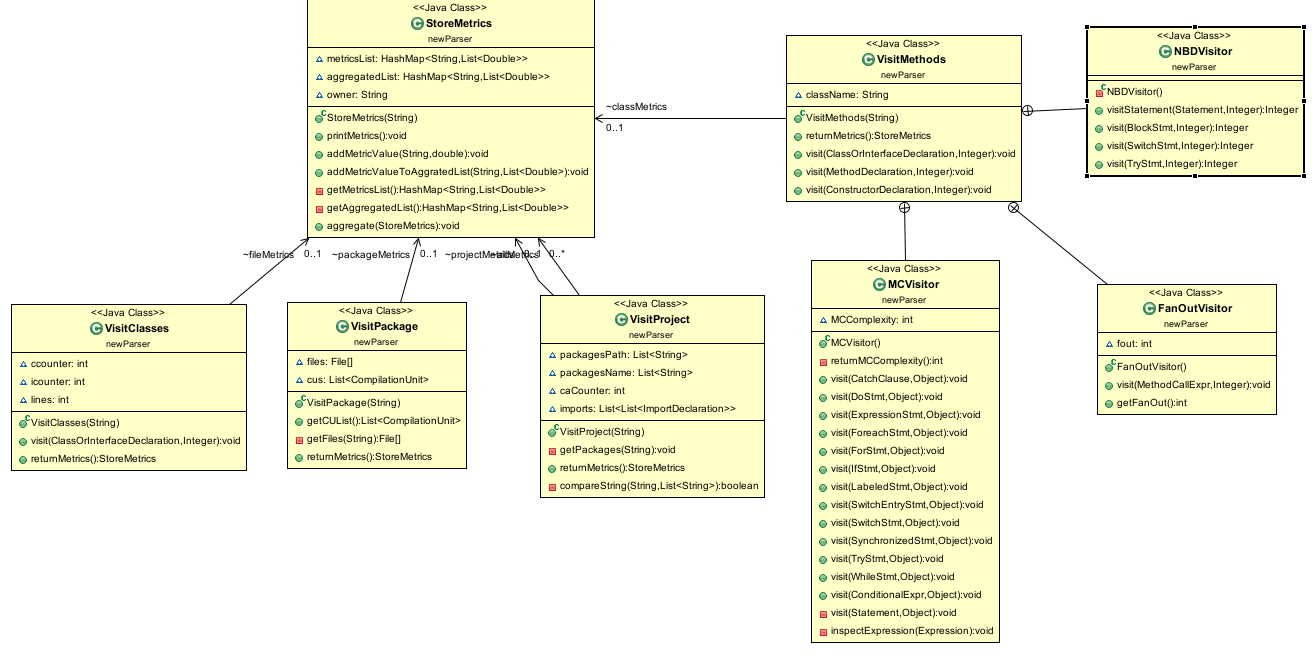 <<Java Class>>
StoreMetrics
newParser
metricsList: HashMap<String,List<Double>>
aggregatedList: HashMap<String,List<Double>>
owner: String
StoreMetrics(String)
printMetrics():void
addMetricValue(String,double):void
addMetricValueToAggratedList(String,List<Double>):void
getMetricsList():HashMap<String,List<Double>>
getAggregatedList():HashMap<String,List<Double>>
aggregate(StoreMetrics):void
~classMetrics
0..1
<<Java Class>>
VisitMethods
newParser
className: String
VisitMethods(String)
returnMetrics():StoreMetrics
visit(ClassOrInterfaceDeclaration,Integer):void
visit(MethodDeclaration,Integer):void
visit(ConstructorDeclaration,Integer):void
<<Java Class>>
NBDVisitor
newParser
NBDVisitor()
visitStatement(Statement,Integer):Integer
visit(BlockStmt,Integer):Integer
visit(SwitchStmt,Integer):Integer
visit(TryStmt,Integer):Integer
~fileMetrics 0..1
~packageMetrics 0..1
0..*
<<Java Class>>
VisitClasses
newParser
ccounter: int
icounter: int
lines: int
VisitClasses(String)
visit(ClassOrInterfaceDeclaration,Integer):void
returnMetrics():StoreMetrics
<<Java Class>>
VisitPackage
newParser
files: File[]
cus: List<CompilationUnit>
VisitPackage(String)
getCUList():List<CompilationUnit>
getFiles(String):File[]
returnMetrics():StoreMetrics
<<Java Class>>
VisitProject
newParser
packagesPath: List<String>
packagesName: List<String>
caCounter: int
imports: List<List<ImportDeclaration>>
VisitProject(String)
getPackages(String):void
returnMetrics():StoreMetrics
compareString(String,List<String>):boolean
<<Java Class>>
MCVisitor
newParser
MCComplexity: int
MCVisitor()
returnMCComplexity():int
visit(CatchClause,Object):void
visit(DoStmt,Object):void
visit(ExpressionStmt,Object):void
visit(ForeachStmt,Object):void
visit(ForStmt,Object):void
visit(IfStmt,Object):void
visit(LabeledStmt,Object):void
visit(SwitchEntryStmt,Object):void
visit(SwitchStmt,Object):void
visit(SynchronizedStmt,Object):void
visit(TryStmt,Object):void
visit(WhileStmt,Object):void
visit(ConditionalExpr,Object):void
visit(Statement,Object):void
inspectExpression(Expression):void
<<Java Class>>
FanOutVisitor
newParser
fout: int
FanOutVisitor()
visit(MethodCallExpr,Integer):void
getFanOut():int